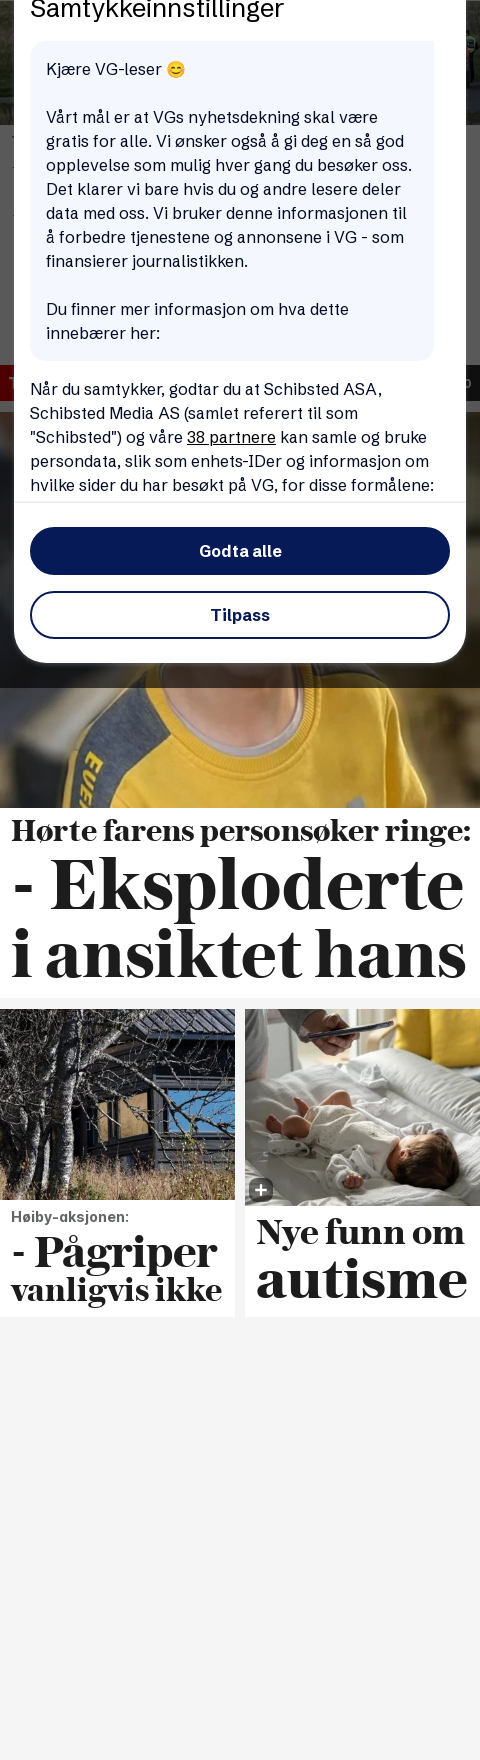 Samtykkeinnstillinger
Kjære VG-leser 😊
Vårt mål er at VGs nyhetsdekning skal være
gratis for alle. Vi ønsker også å gi deg en så god
opplevelse som mulig hver gang du besøker oss.
Det klarer vi bare hvis du og andre lesere deler
data med oss. Vi bruker denne informasjonen til
å forbedre tjenestene og annonsene i VG - som
finansierer journalistikken.
Du finner mer informasjon om hva dette
innebærer her:
Når du samtykker, godtar du at Schibsted ASA,
Schibsted Media AS (samlet referert til som
"Schibsted") og våre 38 partnere kan samle og bruke
persondata, slik som enhets-IDer og informasjon om
hvilke sider du har besøkt på VG, for disse formålene:
Godta alle
Tilpass
Hørte farens personsøker ringe:
- Eksploderte
i ansiktet hans
Høiby-aksjonen:
- Pågriper
vanligvis ikke
Nye funn om
autisme